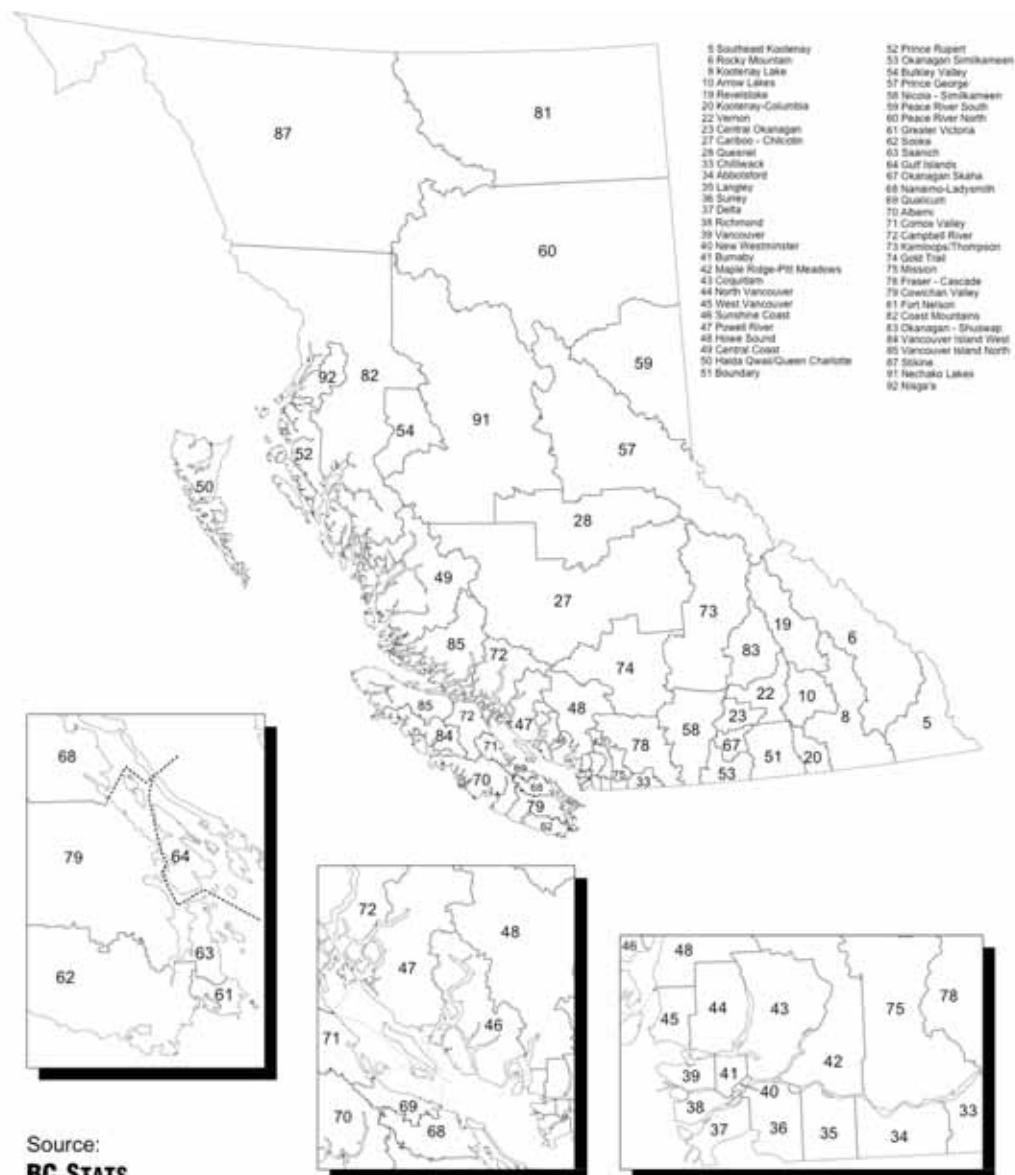 5 Southeast Kootenay
6 Rocky Mountain
8 Kootenay Lake
10 Arrow Lakes
19 Revelstoke
20 Kootenay-Columbia
22 Vernon
23 Central Okanagan
27 Cariboo - Chilcotin
28 Quesnel
33 Chilliwack
34 Abbotsford
35 Langley
36 Surrey
37 Delta
38 Richmond
39 Vancouver
40 New Westminster
41 Burnaby
42 Maple Ridge-Pitt Meadows
43 Coquitlam
44 North Vancouver
45 West Vancouver
46 Sunshine Coast
47 Powell River
48 Howe Sound
49 Central Coast
50 Haida Gwaii/Queen Charlotte
51 Boundary
52 Prince Rupert
53 Okanagan Similkameen
54 Bulkley Valley
57 Prince George
58 Nicola - Similkameen
59 Peace River South
60 Peace River North
61 Greater Victoria
62 Sooke
63 Saanich
64 Gulf Islands
67 Okanagan Skaha
68 Nanaimo-Ladysmith
69 Qualicum
70 Alberni
71 Comox Valley
72 Campbell River
73 Kamloops/Thompson
74 Gold Trail
75 Mission
78 Fraser - Cascade
79 Cowichan Valley
81 Fort Nelson
82 Coast Mountains
83 Okanagan - Shuswap
84 Vancouver Island West
85 Vancouver Island North
87 Stikine
91 Nechako Lakes
92 Nisga'a
81
87
60
59
92
82
54
91
57
52
50
28
49
27
73
19
6
85
72
83
74
22
10
48
47
85
72
84
71
23
58
78
67
51
8
5
20
70
75
33
53
69
68
79
62
68
79
64
63
62
61
72
48
47
46
71
69
70
68
46
48
44
43
75
78
45
42
39
41
40
38
33
37
36
35
34
Source:
BC STATS